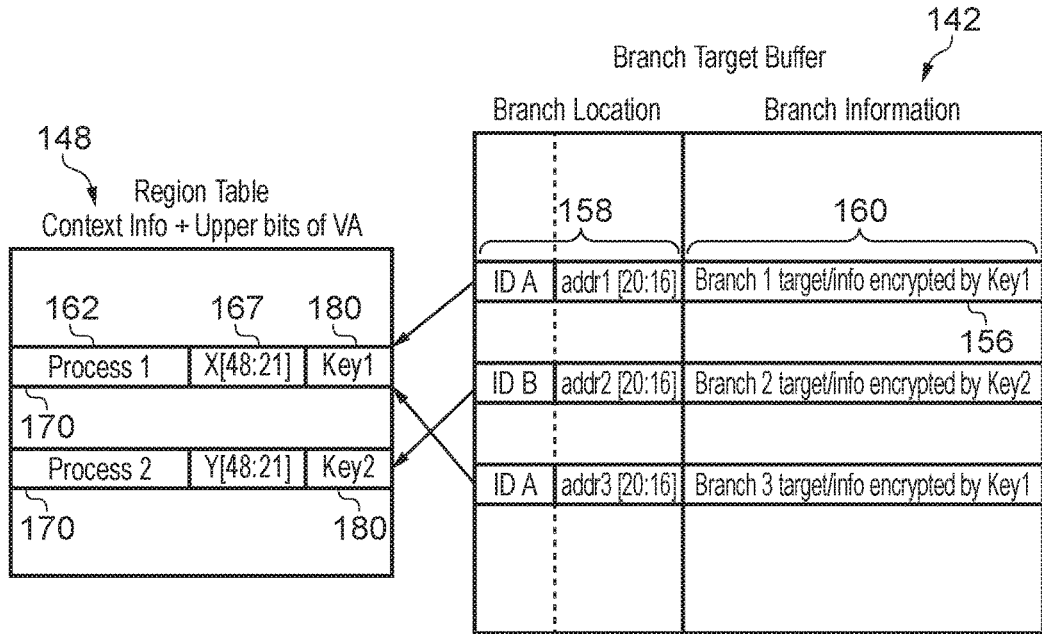 142
Branch Target Buffer
Branch Location Branch Information
148
Region Table
Context Info + Upper bits of VA
158 160
ID A addr1 [20:16] Branch 1 target/info encrypted by Key1
162 167 180 156
Process 1 X[48:21] Key1
ID B addr2 [20:16] Branch 2 target/info encrypted by Key2
170
Process 2 Y[48:21] Key2
ID A addr3 [20:16] Branch 3 target/info encrypted by Key1
170 180